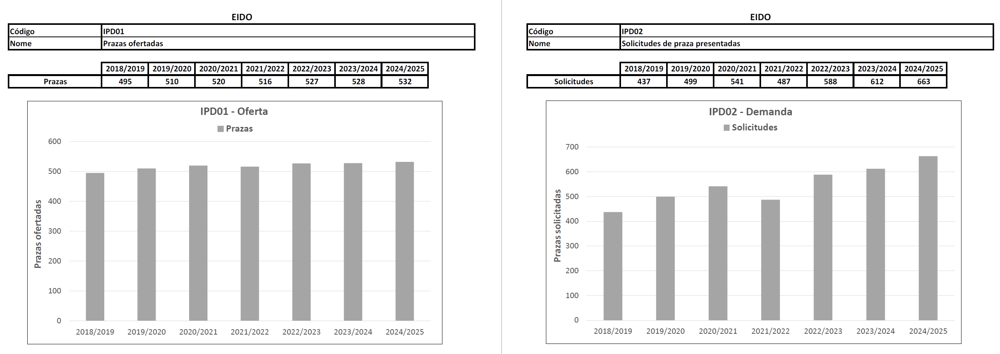 EIDO
Código IPD01
Nome Prazas ofertadas
2018/2019 2019/2020 2020/2021 2021/2022 2022/2023 2023/2024 2024/2025
Prazas 495 510 520 516 527 528 532
IPD01 - Oferta
Prazas
600
500
400
300
200
100
0
Prazas ofertadas
2018/2019 2019/2020 2020/2021 2021/2022 2022/2023 2023/2024 2024/2025
EIDO
Código IPD02
Nome Solicitudes de praza presentadas
2018/2019 2019/2020 2020/2021 2021/2022 2022/2023 2023/2024 2024/2025
Solicitudes 437 499 541 487 588 612 663
IPD02 - Demanda
Solicitudes
700
600
500
400
300
200
100
0
Prazas solicitadas
2018/2019 2019/2020 2020/2021 2021/2022 2022/2023 2023/2024 2024/2025